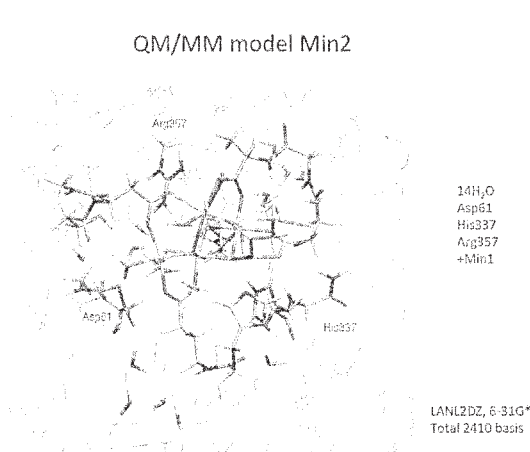 QM/MM model Min2
Arg357
14H₂O
Asp61
His337
Arg357
+Min1
Asp61
His337
LANL2DZ, 6-31G*
Total 2410 basis